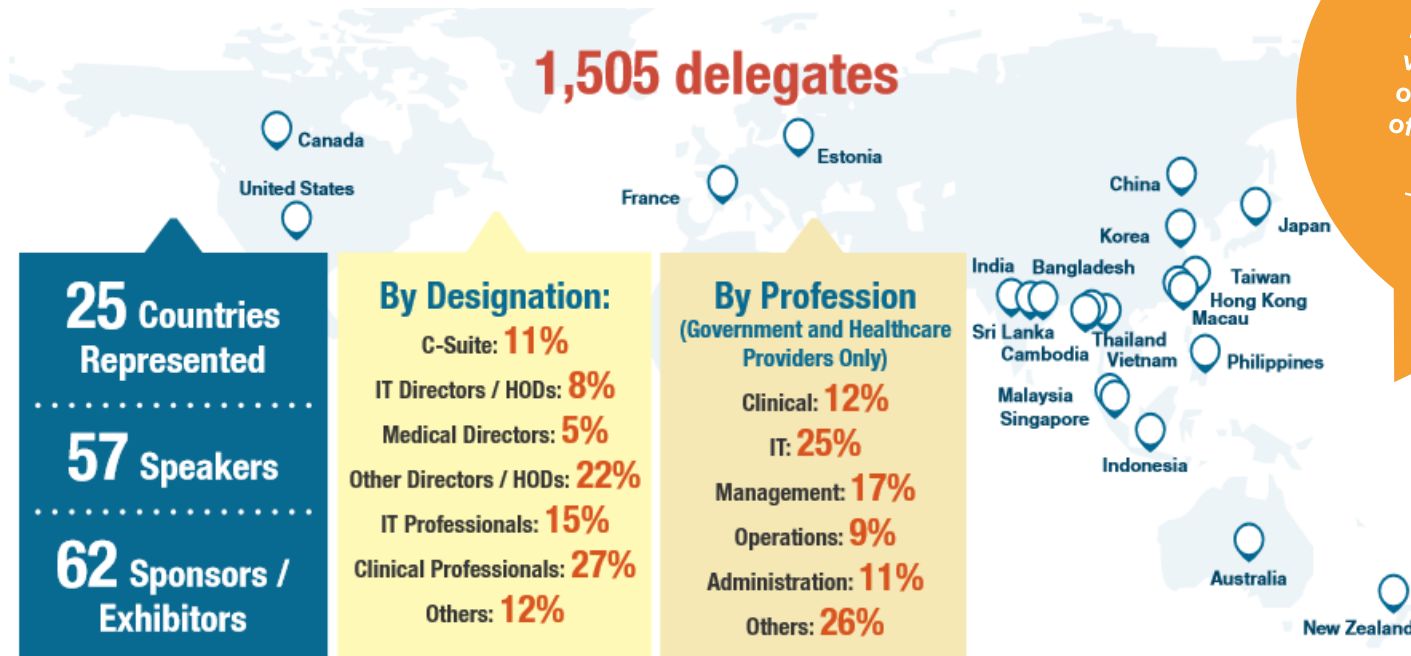 1,505 delegates
Canada
United States
France
Estonia
China
Korea
Japan
India
Bangladesh
Sri Lanka
Cambodia
Thailand
Vietnam
Taiwan
Hong Kong
Macau
Philippines
Malaysia
Singapore
Indonesia
Australia
New Zealand
25 Countries
Represented
57 Speakers
62 Sponsors /
Exhibitors
By Designation:
C-Suite: 11%
IT Directors / HODs: 8%
Medical Directors: 5%
Other Directors / HODs: 22%
IT Professionals: 15%
Clinical Professionals: 27%
Others: 12%
By Profession
(Government and Healthcare
Providers Only)
Clinical: 12%
IT: 25%
Management: 17%
Operations: 9%
Administration: 11%
Others: 26%